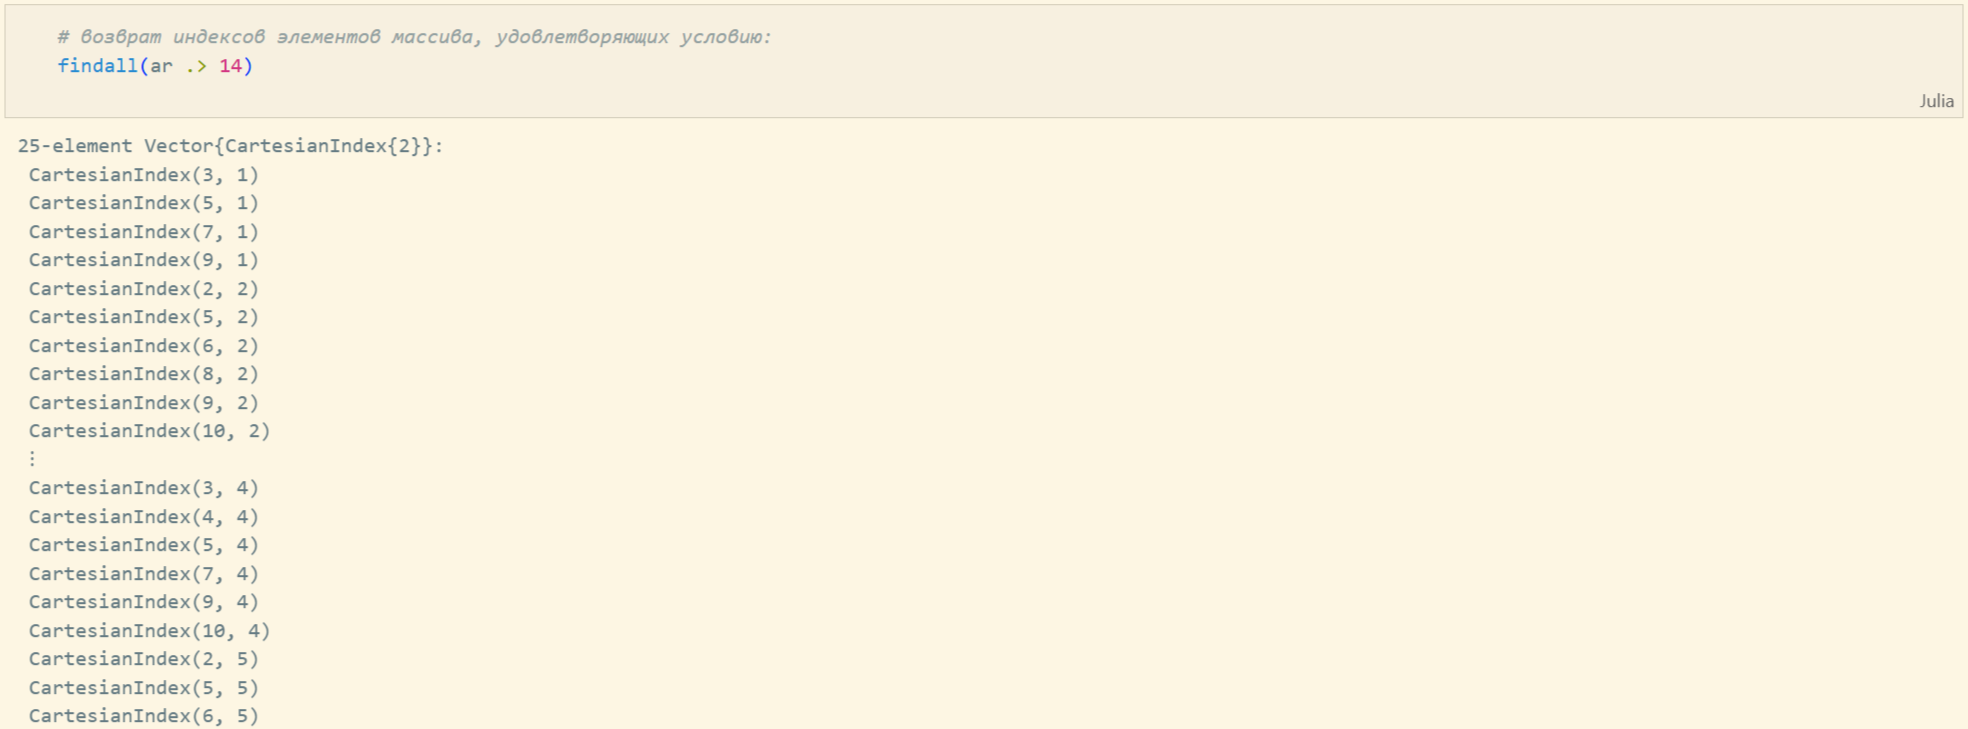 # возврат индексов элементов массива, удовлетворяющих условию:
findall(ar .> 14)
Julia
25-element Vector{CartesianIndex{2}}:
CartesianIndex(3, 1)
CartesianIndex(5, 1)
CartesianIndex(7, 1)
CartesianIndex(9, 1)
CartesianIndex(2, 2)
CartesianIndex(5, 2)
CartesianIndex(6, 2)
CartesianIndex(8, 2)
CartesianIndex(9, 2)
CartesianIndex(10, 2)
⋮
CartesianIndex(3, 4)
CartesianIndex(4, 4)
CartesianIndex(5, 4)
CartesianIndex(7, 4)
CartesianIndex(9, 4)
CartesianIndex(10, 4)
CartesianIndex(2, 5)
CartesianIndex(5, 5)
CartesianIndex(6, 5)